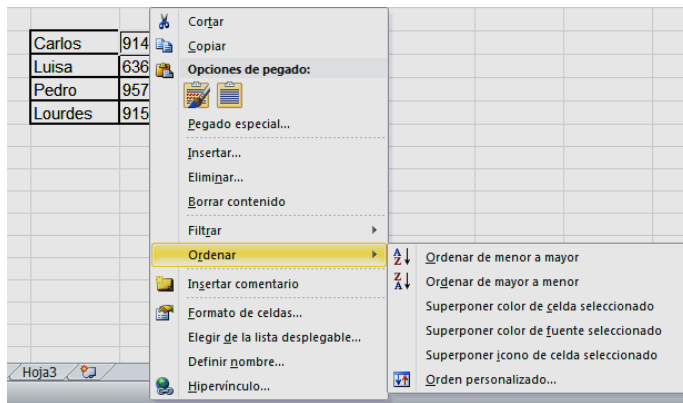 Carlos 914
Luisa 636
Pedro 957
Lourdes 915
Cortar
Copiar
Opciones de pegado:
Pegado especial...
Insertar...
Eliminar...
Borrar contenido
Filtrar
Ordenar
Insertar comentario
Formato de celdas...
Elegir de la lista desplegable...
Definir nombre...
Hipervínculo...
A Z Ordenar de menor a mayor
Z A Ordenar de mayor a menor
Superponer color de celda seleccionado
Superponer color de fuente seleccionado
Superponer icono de celda seleccionado
Orden personalizado...
Hoja3